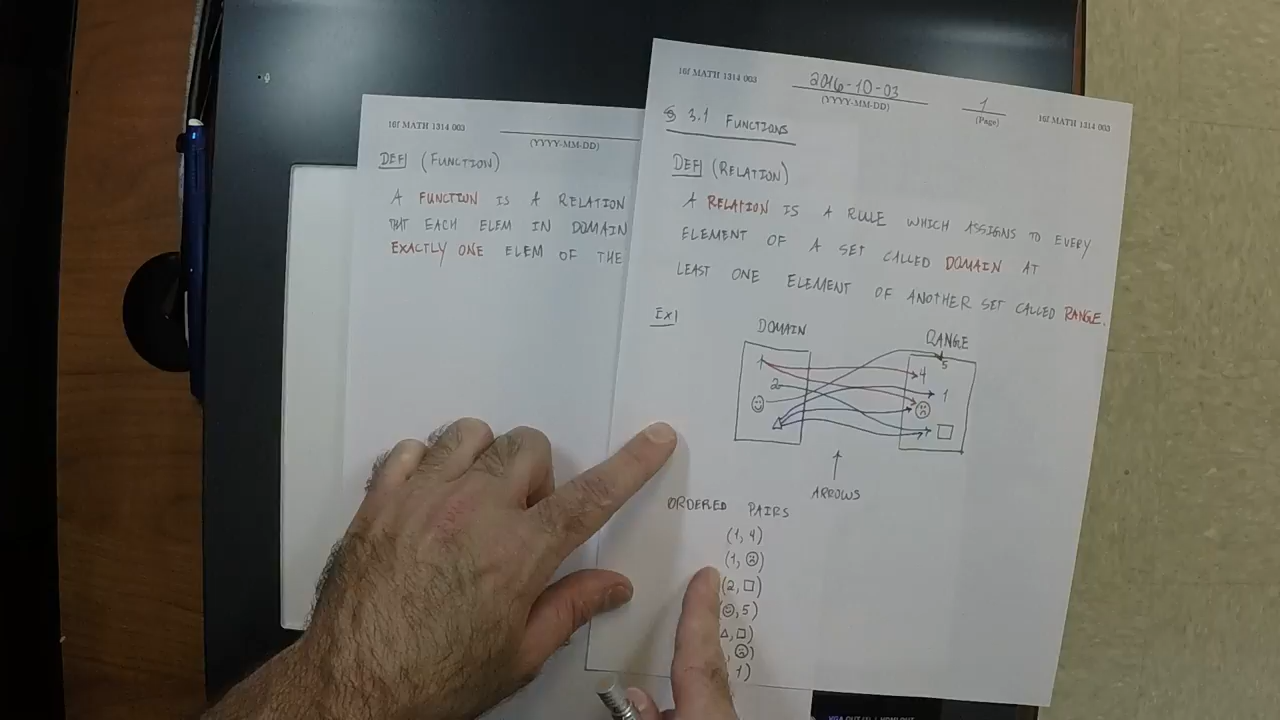 16f MATH 1314 003
(YYYY-MM-DD)
DEF (FUNCTION)
A FUNCTION IS A RELATION
THAT EACH ELEM IN DOMAIN
EXACTLY ONE ELEM OF THE
16f MATH 1314 003
2016-10-03
(YYYY-MM-DD)
1
(Page)
16f MATH 1314 003
§ 3.1 FUNCTIONS
DEF (RELATION)
A RELATION IS A RULE WHICH ASSIGNS TO EVERY
ELEMENT OF A SET CALLED DOMAIN AT
LEAST ONE ELEMENT OF ANOTHER SET CALLED RANGE.
EX1
DOMAIN
RANGE
1
2
☺
△
5
4
1
☹
□
ARROWS
ORDERED PAIRS
(1, 4)
(1, ☹)
(2, □)
☺, 5)
△, □)
, ☹)
1)